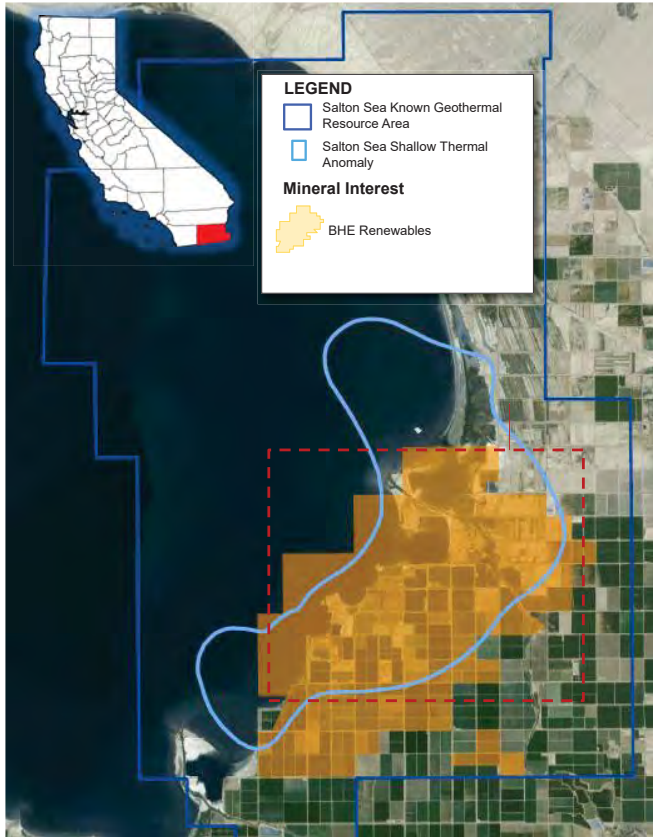 LEGEND
Salton Sea Known Geothermal
Resource Area
Salton Sea Shallow Thermal
Anomaly
Mineral Interest
BHE Renewables